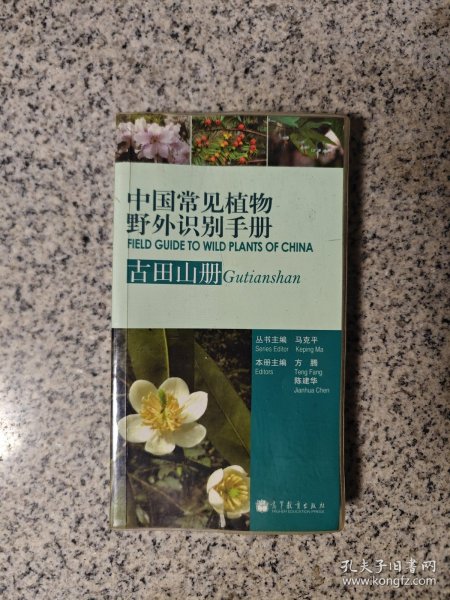 中国常见植物
野外识别手册
FIELD GUIDE TO WILD PLANTS OF CHINA
古田山册 Gutianshan
丛书主编 马克平
Series Editor Keping Ma
本册主编 方腾
Editors Teng Fang
陈建华
Jianhua Chen
高等教育出版社
HIGHER EDUCATION PRESS
孔夫子旧书网
www.kongfz.com